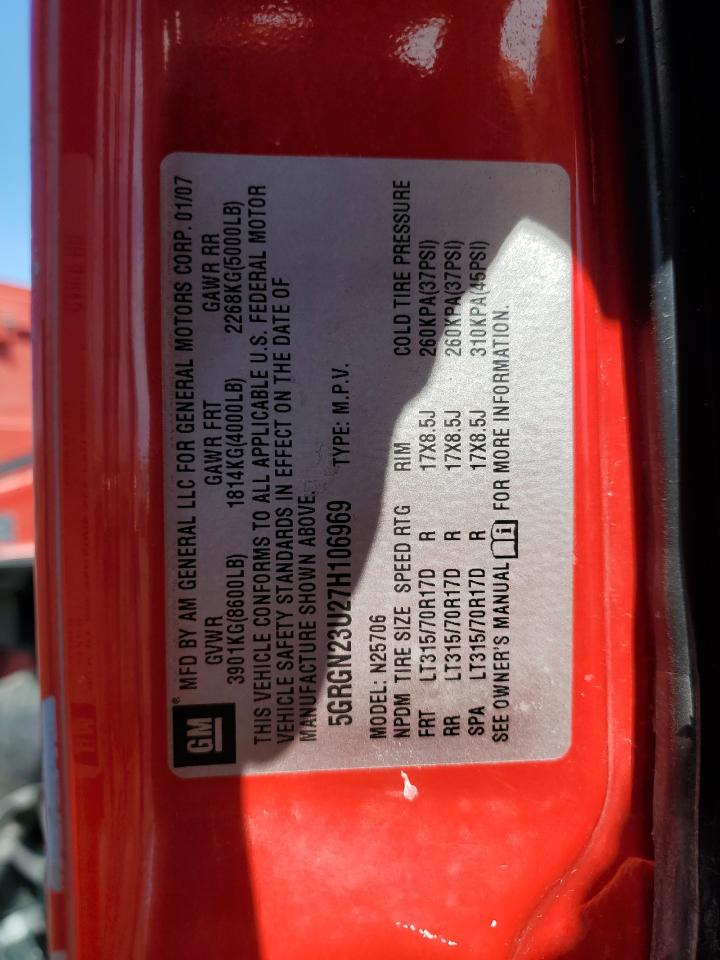 GM ® MFD BY AM GENERAL LLC FOR GENERAL MOTORS CORP. 01/07
GVWR GAWR FRT GAWR RR
3901KG(8600LB) 1814KG(4000LB) 2268KG(5000LB)
THIS VEHICLE CONFORMS TO ALL APPLICABLE U.S. FEDERAL MOTOR
VEHICLE SAFETY STANDARDS IN EFFECT ON THE DATE OF
MANUFACTURE SHOWN ABOVE.
5GRGN23U27H106969 TYPE: M.P.V.
MODEL: N25706
NPDM TIRE SIZE SPEED RTG RIM COLD TIRE PRESSURE
FRT LT315/70R17D R 17X8.5J 260KPA(37PSI)
RR LT315/70R17D R 17X8.5J 260KPA(37PSI)
SPA LT315/70R17D R 17X8.5J 310KPA(45PSI)
SEE OWNER'S MANUAL FOR MORE INFORMATION.